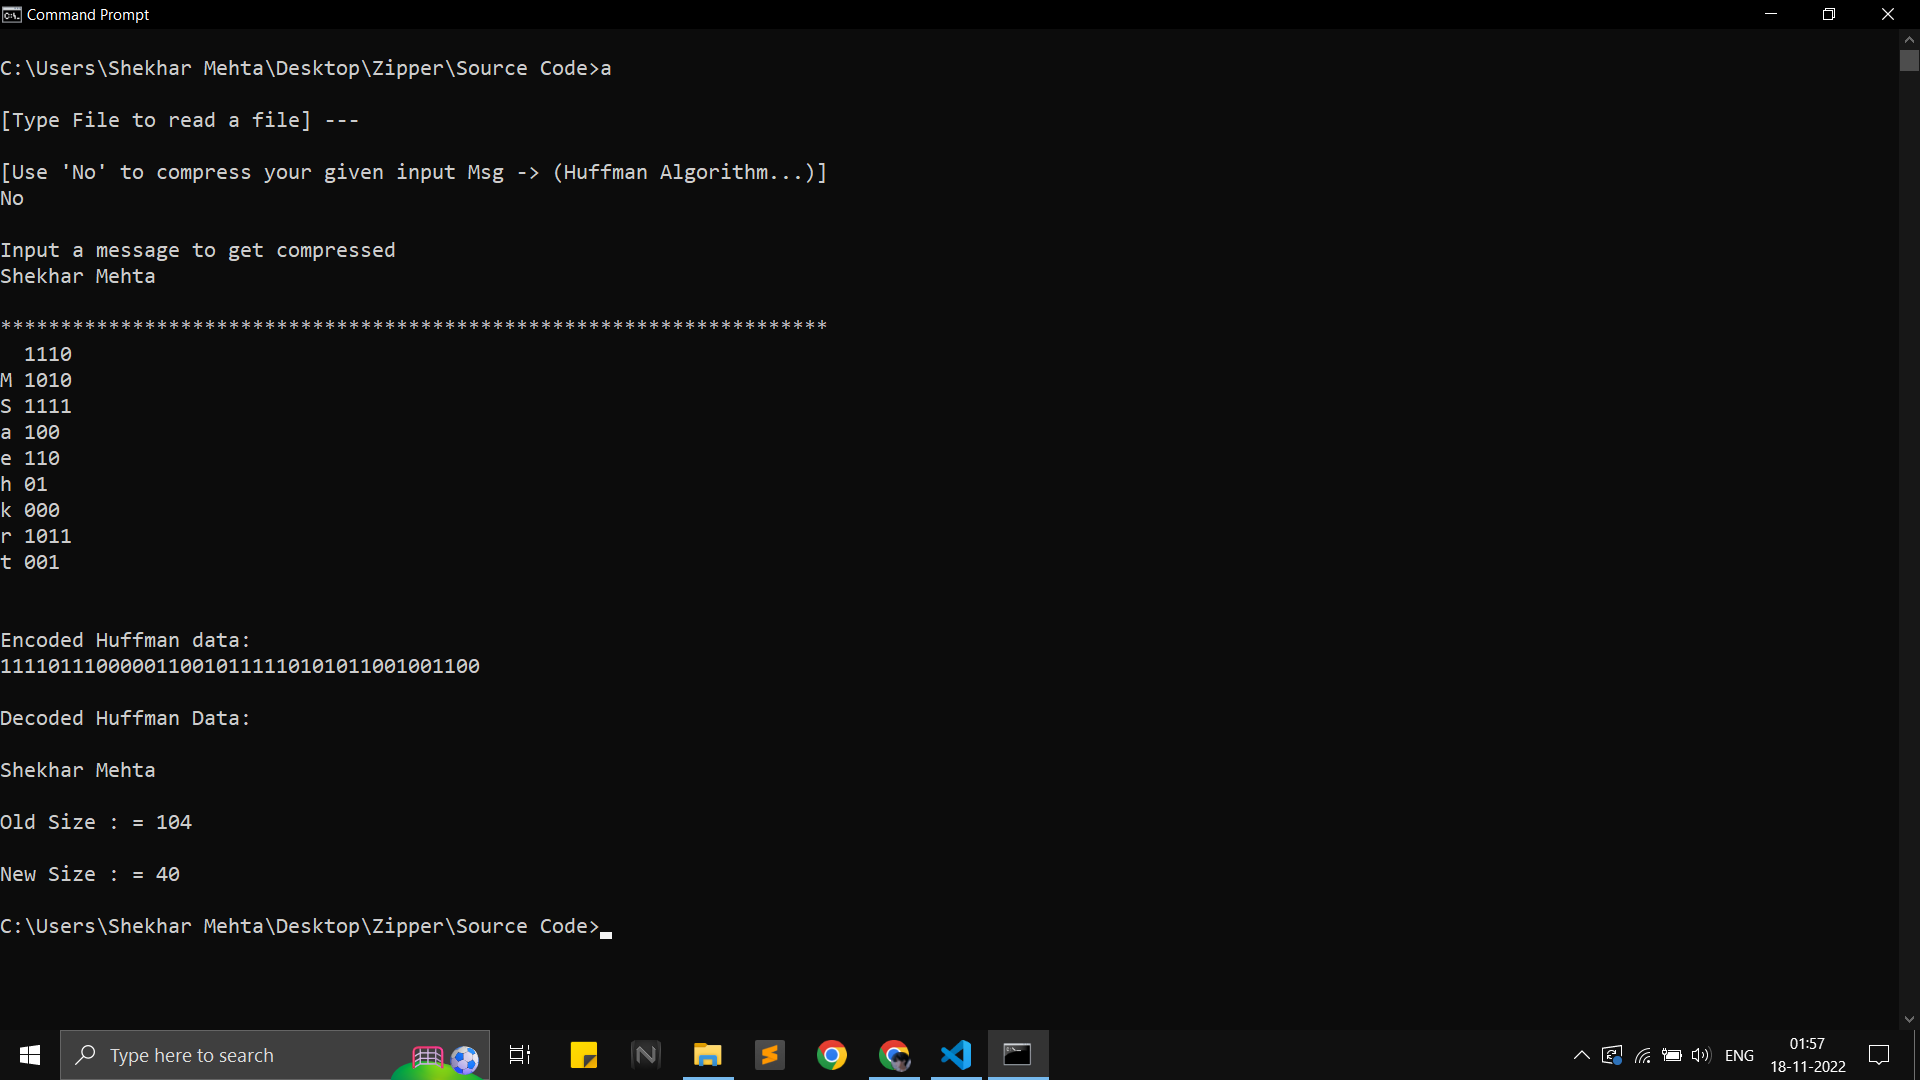 Command Prompt
C:\Users\Shekhar Mehta\Desktop\Zipper\Source Code>a
[Type File to read a file] ---
[Use 'No' to compress your given input Msg -> (Huffman Algorithm...)]
No
Input a message to get compressed
Shekhar Mehta
*********************************************************************
  1110
M 1010
S 1111
a 100
e 110
h 01
k 000
r 1011
t 001
Encoded Huffman data:
1111011100000110010111110101011001001100
Decoded Huffman Data:
Shekhar Mehta
Old Size : = 104
New Size : = 40
C:\Users\Shekhar Mehta\Desktop\Zipper\Source Code>
Type here to search
ENG
01:57
18-11-2022